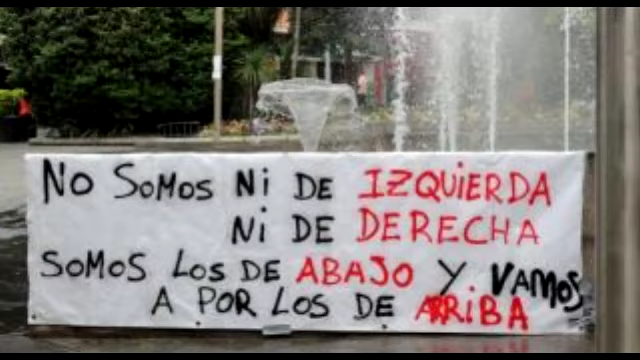 NO SOMOS Ni DE IZQUiERDA
Ni DE DERECHA
SOMOS LOS DE ABAJO Y VAMOS
A POR LOS DE ARRiBA